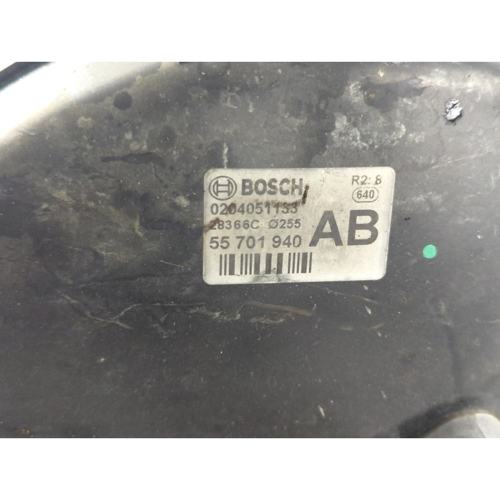 BOSCH R2: 8
640
0204051133
28366C Ø255
55 701 940 AB